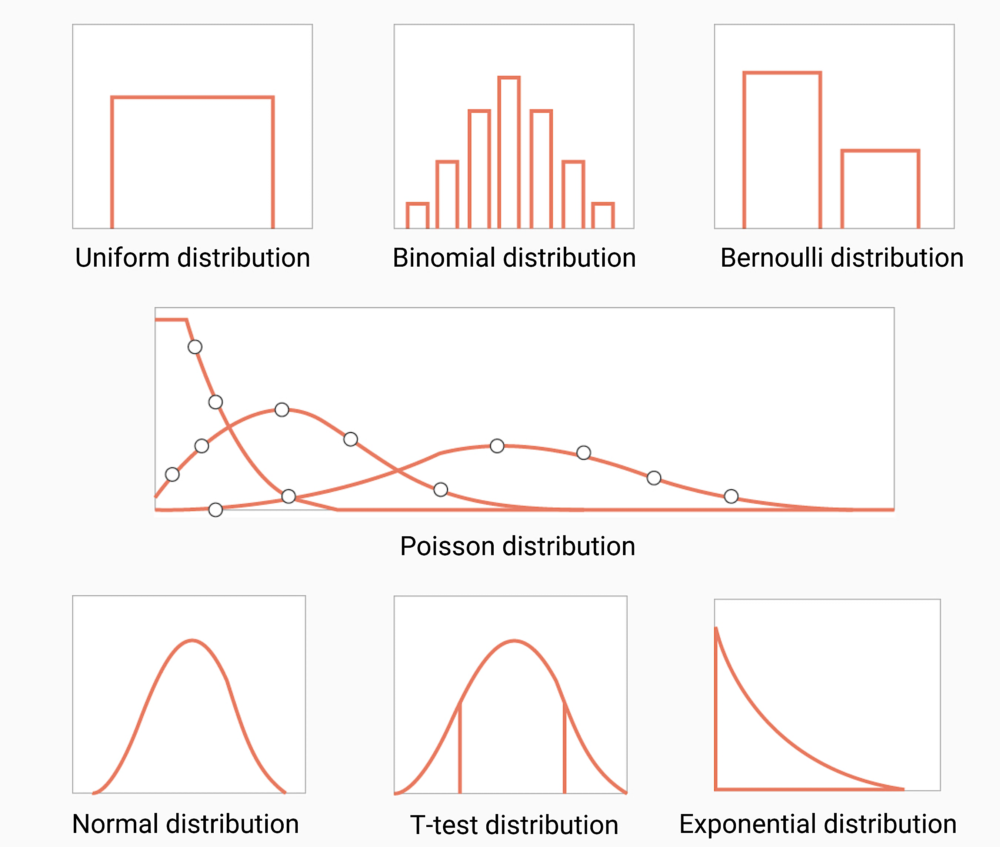 Uniform distribution
Binomial distribution
Bernoulli distribution
Poisson distribution
Normal distribution
T-test distribution
Exponential distribution